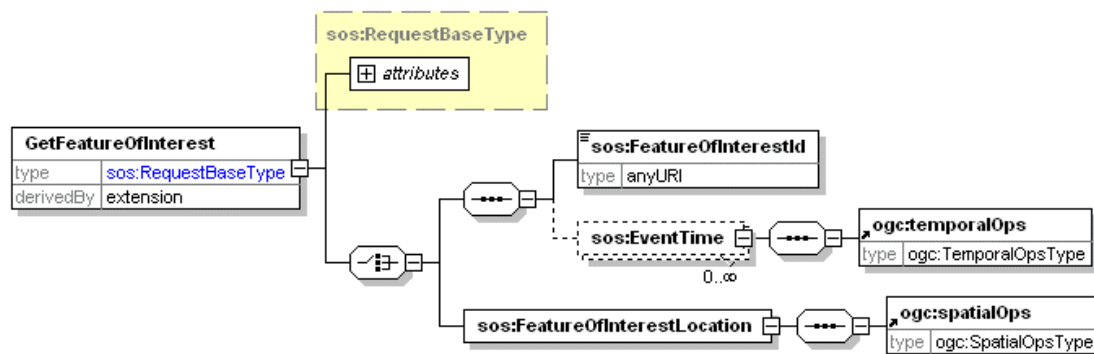 sos:RequestBaseType
attributes
GetFeatureOfInterest
type sos:RequestBaseType
derivedBy extension
sos:FeatureOfInterestId
type anyURI
sos:EventTime
0..∞
ogc:temporalOps
type ogc:TemporalOpsType
sos:FeatureOfInterestLocation
ogc:spatialOps
type ogc:SpatialOpsType